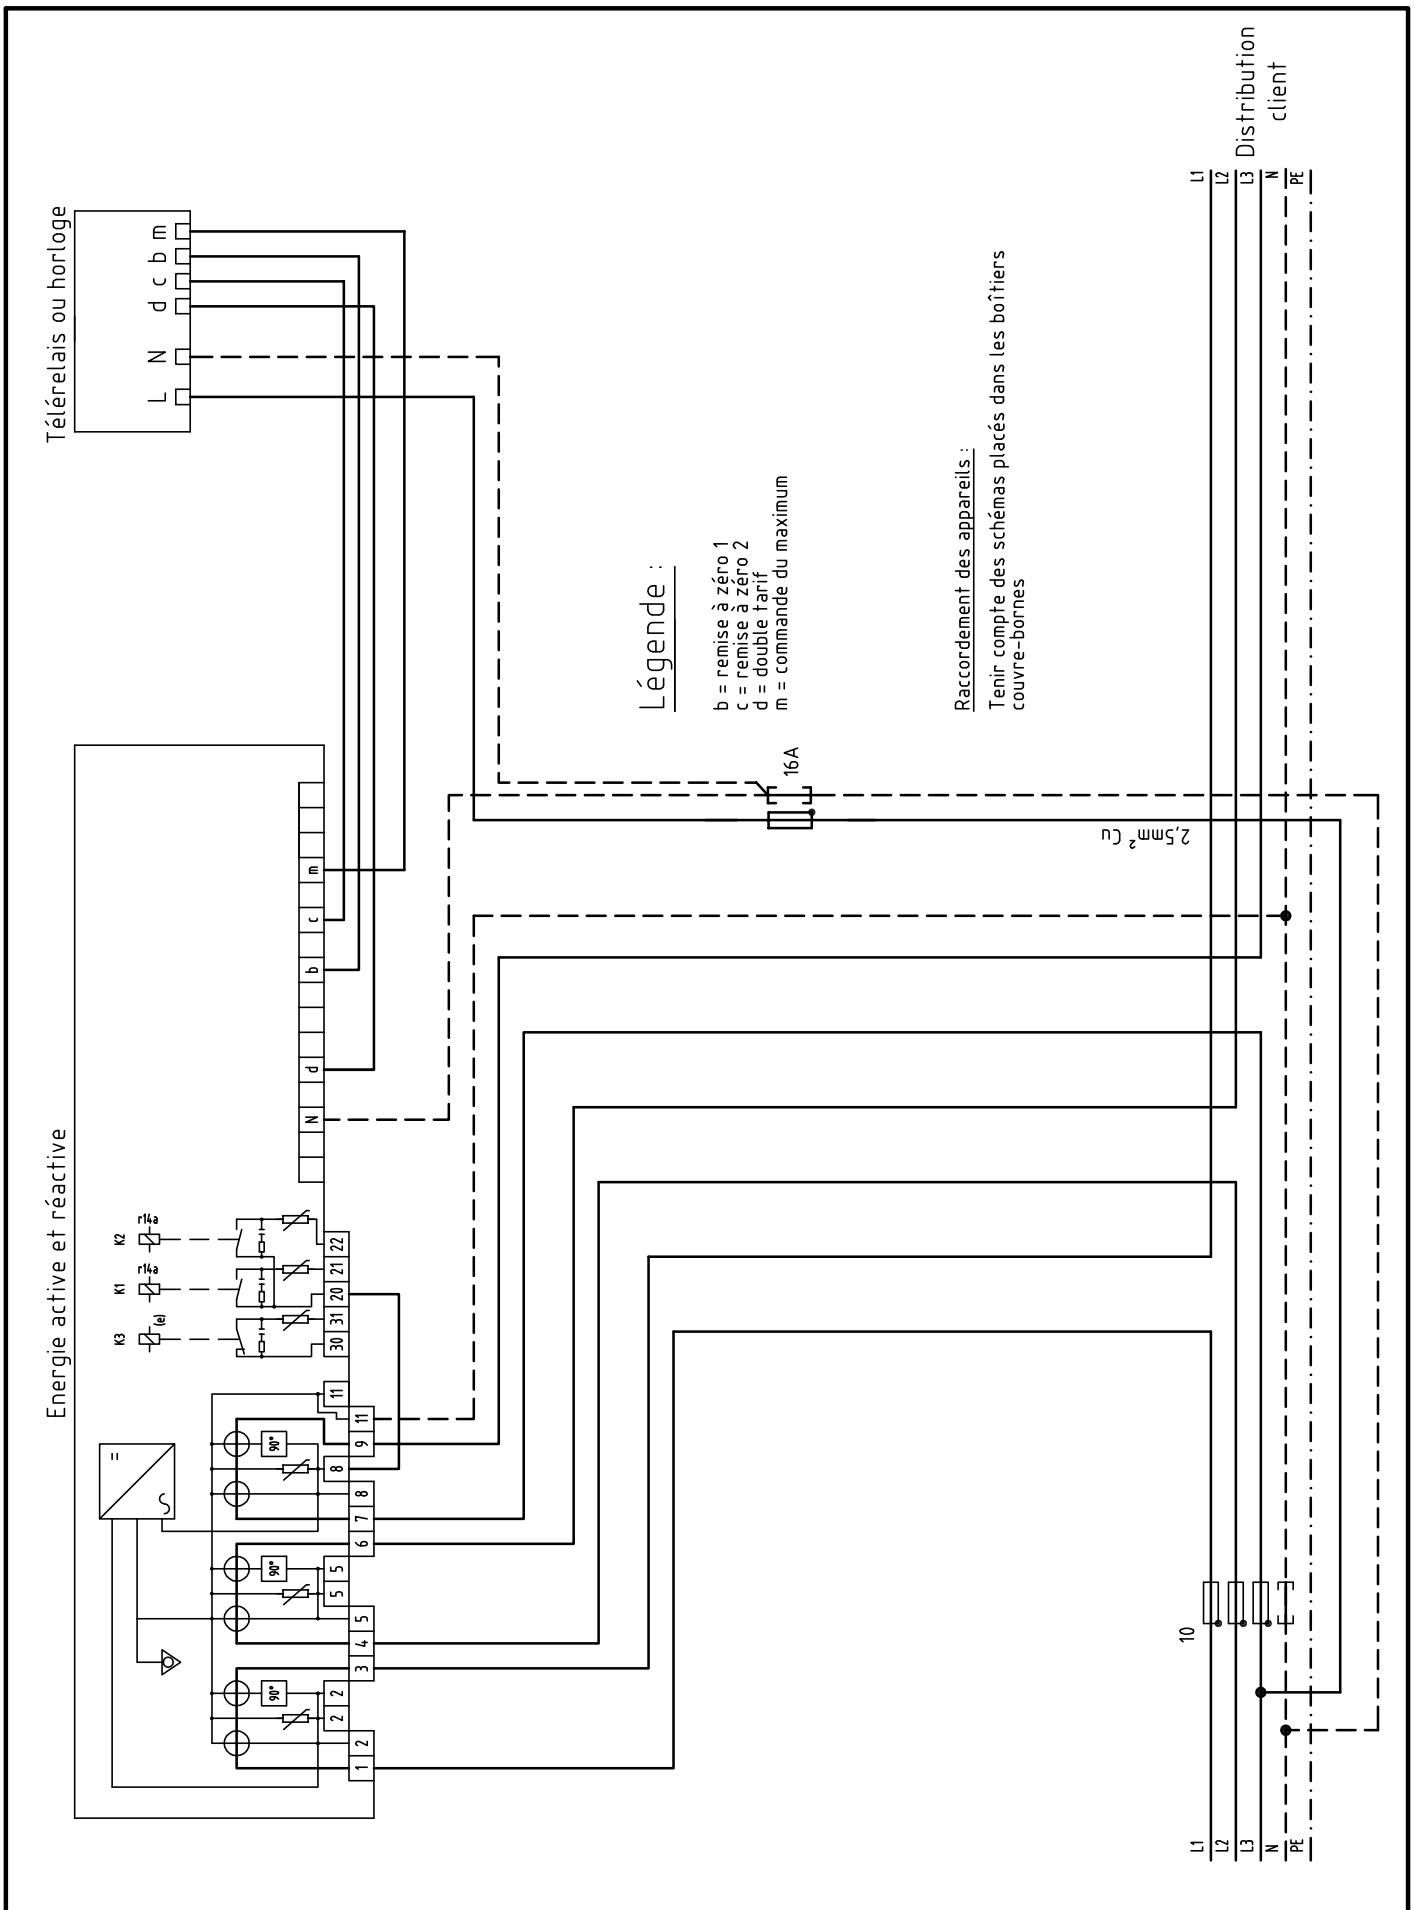 Energie active et réactive
Télérelais ou horloge
K3
K1
K2
(e)
r14a
r14a
=
90°
90°
90°
1
2
2
2
3
4
5
5
5
6
7
8
8
9
11
11
30
31
20
21
22
N
d
b
c
m
L
N
d
c
b
m
Légende :
b = remise à zéro 1
c = remise à zéro 2
d = double tarif
m = commande du maximum
16A
2,5mm² Cu
Raccordement des appareils :
Tenir compte des schémas placés dans les boîtiers
couvre-bornes
10
L1
L2
L3
N
PE
L1
L2
L3
N
PE
Distribution
client